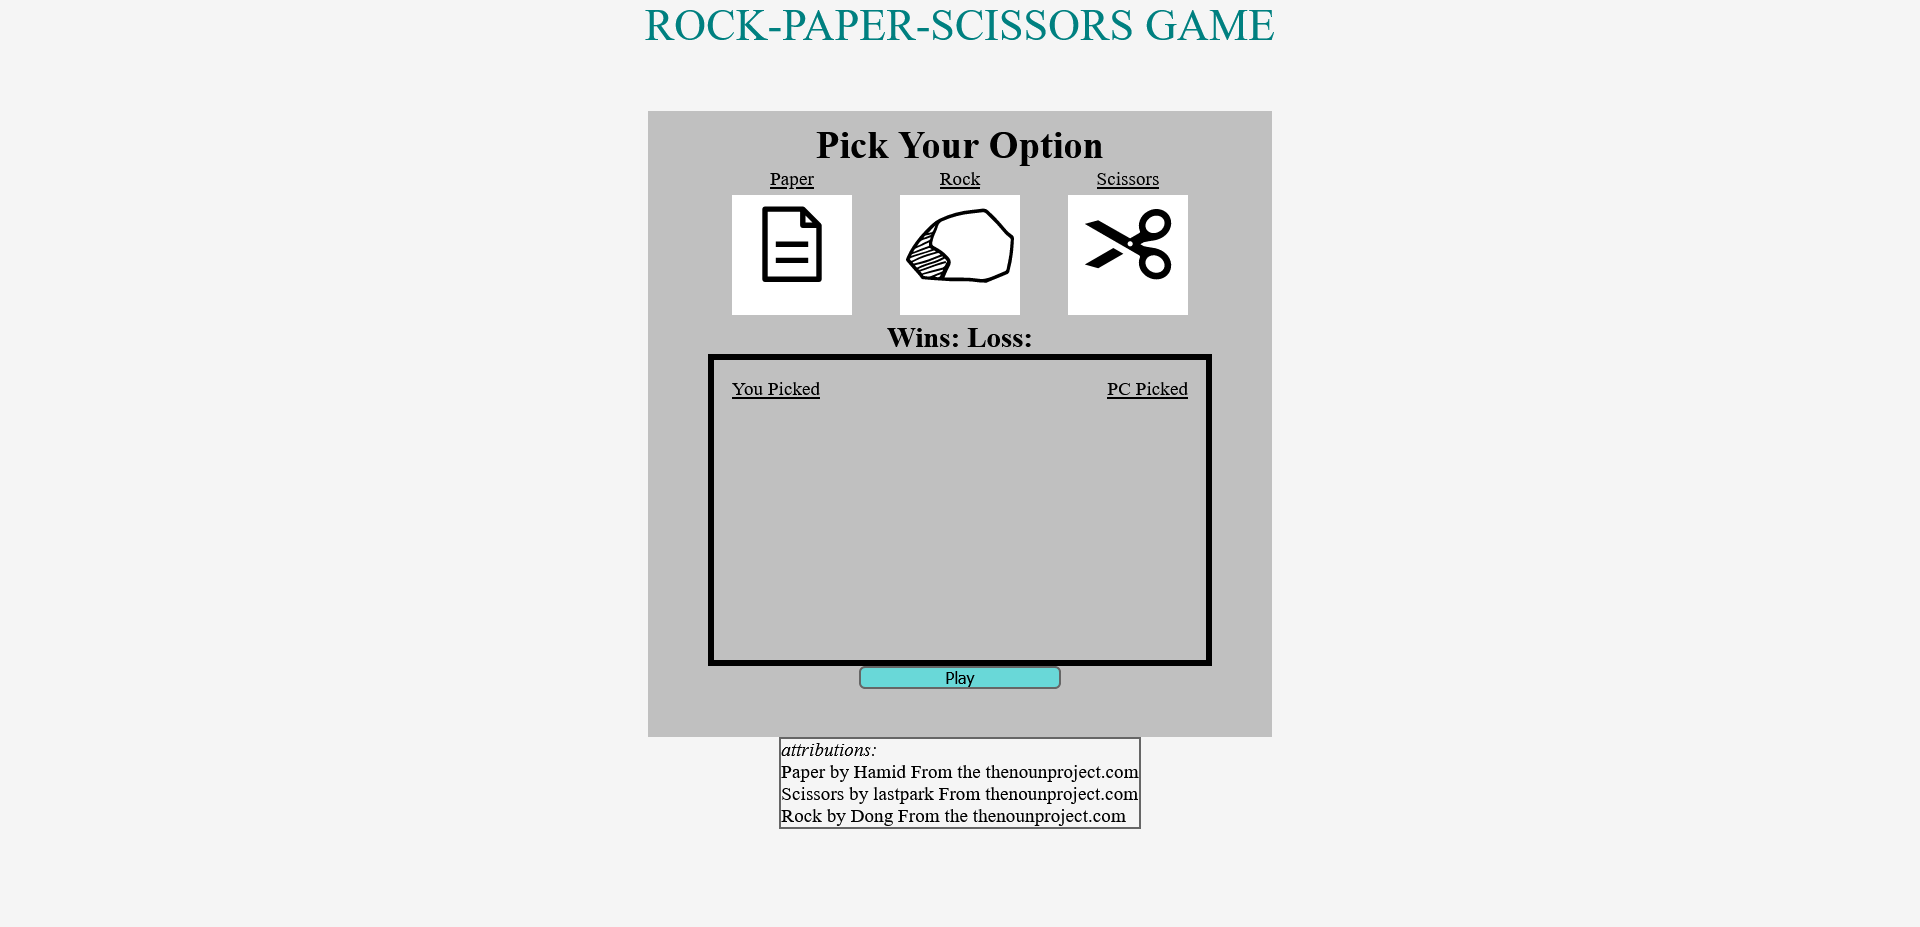 ROCK-PAPER-SCISSORS GAME
Pick Your Option
Paper Rock Scissors
Wins: Loss:
You Picked PC Picked
Play
attributions:
Paper by Hamid From the thenounproject.com
Scissors by lastpark From thenounproject.com
Rock by Dong From the thenounproject.com